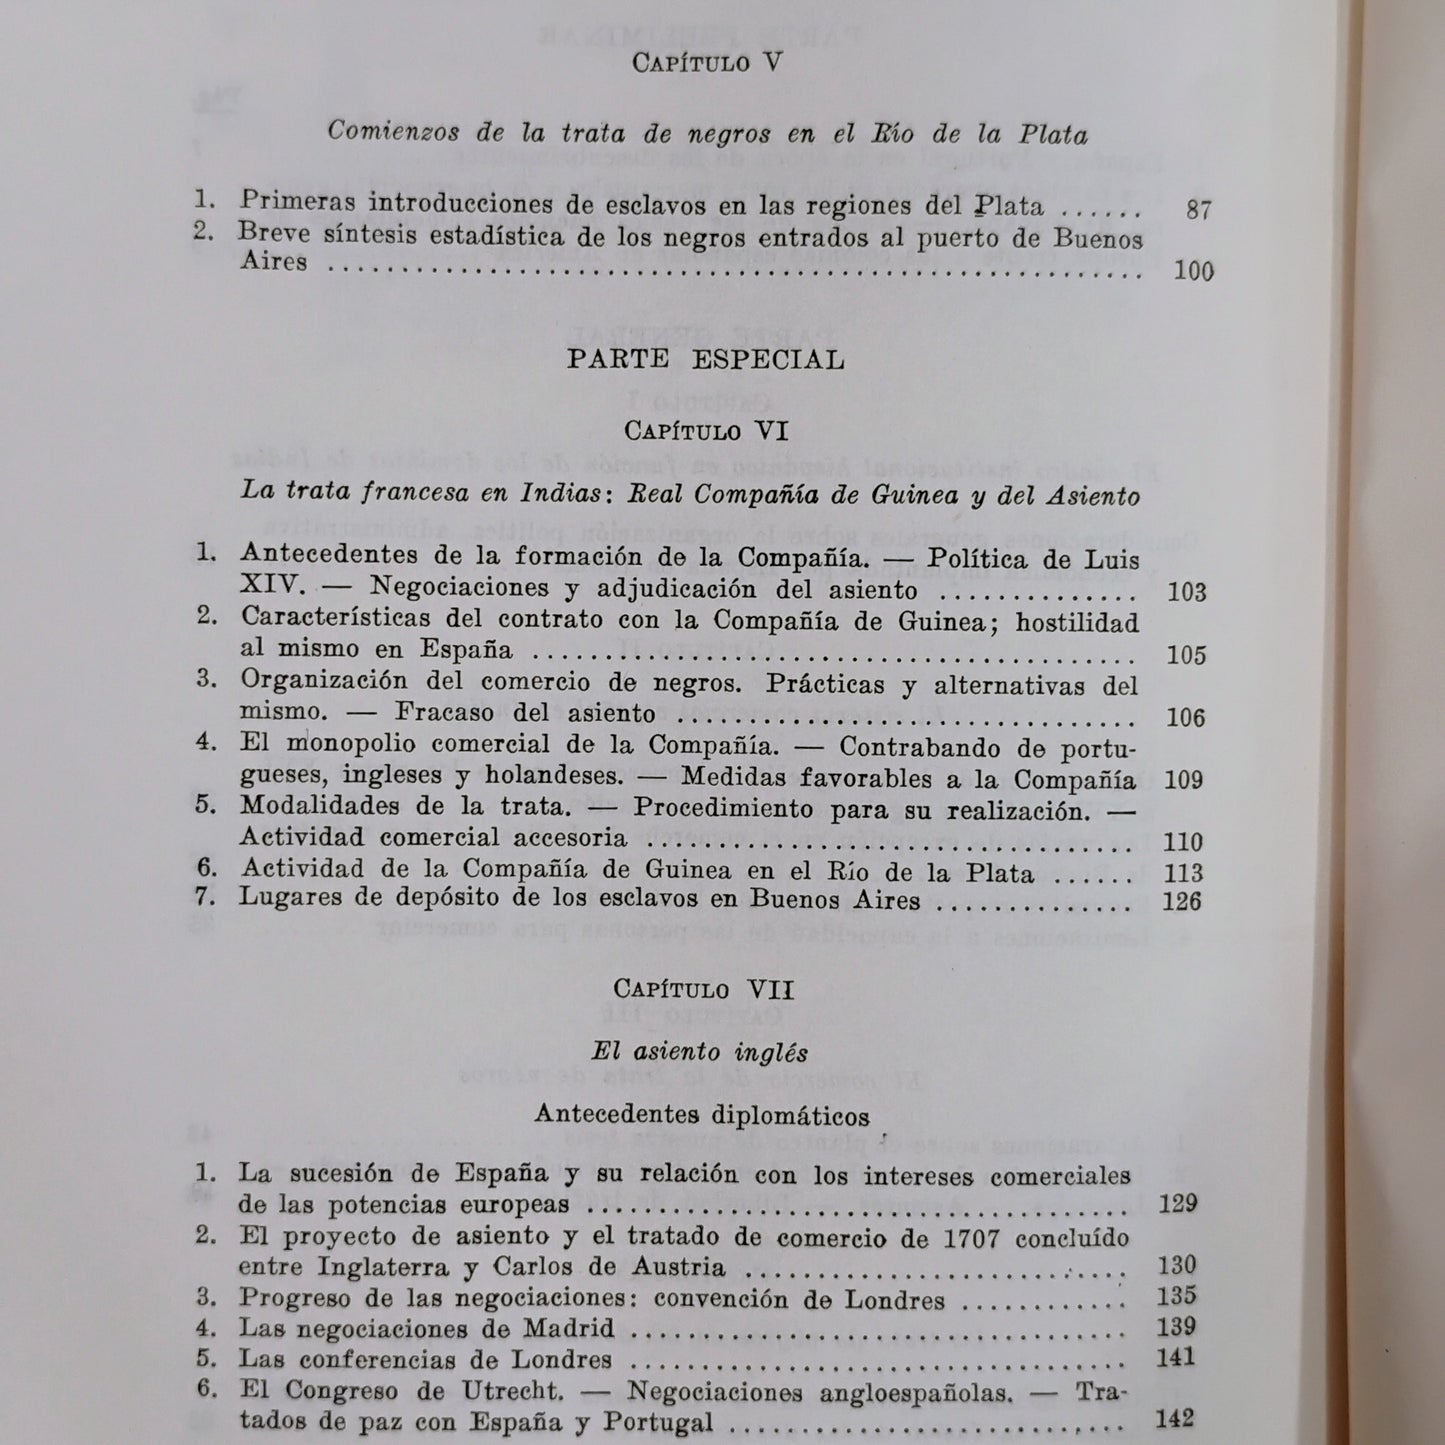 CAPÍTULO V
Comienzos de la trata de negros en el Río de la Plata
1. Primeras introducciones de esclavos en las regiones del Plata ...... 87
2. Breve síntesis estadística de los negros entrados al puerto de Buenos
Aires ........................................................ 100
PARTE ESPECIAL
CAPÍTULO VI
La trata francesa en Indias: Real Compañía de Guinea y del Asiento
1. Antecedentes de la formación de la Compañía. — Política de Luis
XIV. — Negociaciones y adjudicación del asiento .............. 103
2. Características del contrato con la Compañía de Guinea; hostilidad
al mismo en España .......................................... 105
3. Organización del comercio de negros. Prácticas y alternativas del
mismo. — Fracaso del asiento ................................ 106
4. El monopolio comercial de la Compañía. — Contrabando de portu-
gueses, ingleses y holandeses. — Medidas favorables a la Compañía 109
5. Modalidades de la trata. — Procedimiento para su realización. —
Actividad comercial accesoria .................................. 110
6. Actividad de la Compañía de Guinea en el Río de la Plata ...... 113
7. Lugares de depósito de los esclavos en Buenos Aires .............. 126
CAPÍTULO VII
El asiento inglés
Antecedentes diplomáticos
1. La sucesión de España y su relación con los intereses comerciales
de las potencias europeas ...................................... 129
2. El proyecto de asiento y el tratado de comercio de 1707 concluído
entre Inglaterra y Carlos de Austria ........................... 130
3. Progreso de las negociaciones: convención de Londres ............ 135
4. Las negociaciones de Madrid .................................. 139
5. Las conferencias de Londres .................................. 141
6. El Congreso de Utrecht. — Negociaciones angloespañolas. — Tra-
tados de paz con España y Portugal ............................ 142